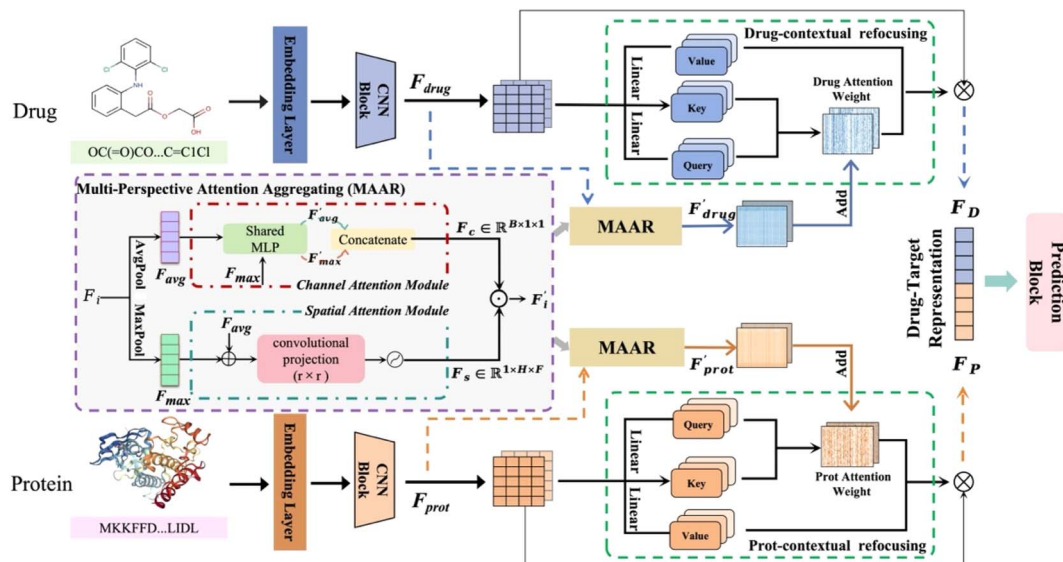 Drug
Cl
Cl
NH
O
O
O
OH
OC(=O)CO...C=C1Cl
Embedding Layer
CNN Block
F_drug
Drug-contextual refocusing
Linear
Linear
Value
Key
Query
Drug Attention
Weight
Add
MAAR
F'_drug
Multi-Perspective Attention Aggregating (MAAR)
F_i
AvgPool
MaxPool
F_avg
F_max
Shared
MLP
F_max
F'_avg
F'_max
Concatenate
Channel Attention Module
F_c ∈ ℝ^{B×1×1}
F'_i
Spatial Attention Module
F_avg
convolutional
projection
(r × r)
F_s ∈ ℝ^{1×H×F}
MAAR
F'_prot
Add
F_D
Drug-Target
Representation
F_P
Prediction
Block
Protein
MKKFFD...LIDL
Embedding Layer
CNN Block
F_prot
Linear
Linear
Query
Key
Value
Prot Attention
Weight
Prot-contextual refocusing